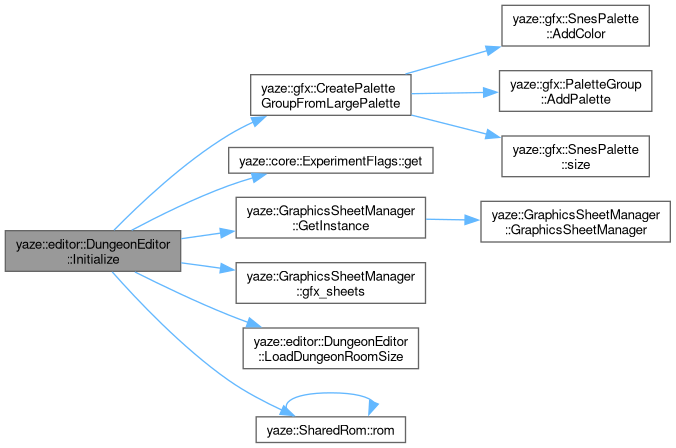 yaze::editor::DungeonEditor
::Initialize
yaze::gfx::CreatePalette
GroupFromLargePalette
yaze::gfx::SnesPalette
::AddColor
yaze::gfx::PaletteGroup
::AddPalette
yaze::gfx::SnesPalette
::size
yaze::core::ExperimentFlags::get
yaze::GraphicsSheetManager
::GetInstance
yaze::GraphicsSheetManager
::GraphicsSheetManager
yaze::GraphicsSheetManager
::gfx_sheets
yaze::editor::DungeonEditor
::LoadDungeonRoomSize
yaze::SharedRom::rom